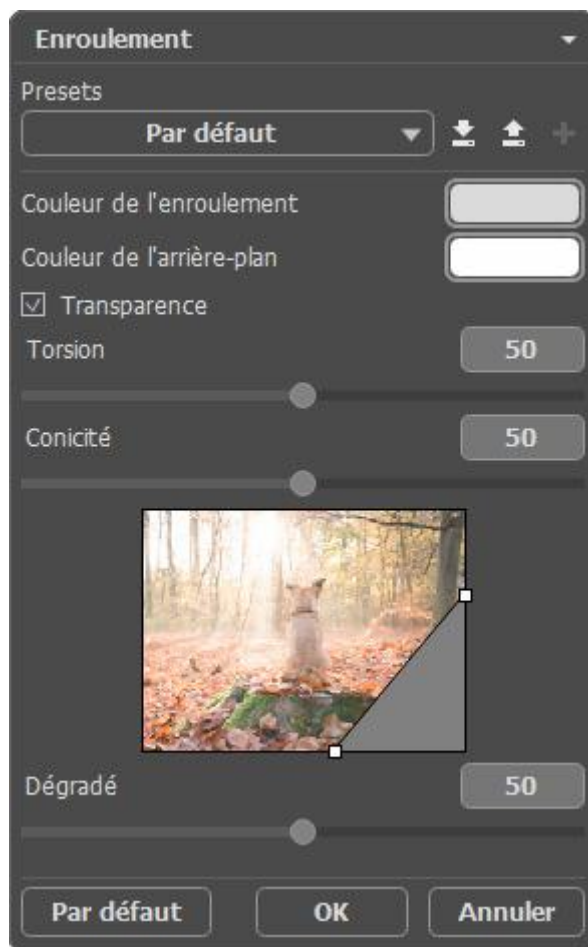 Enroulement
Presets
Par défaut
Couleur de l'enroulement
Couleur de l'arrière-plan
Transparence
Torsion 50
Conicité 50
Dégradé 50
Par défaut OK Annuler